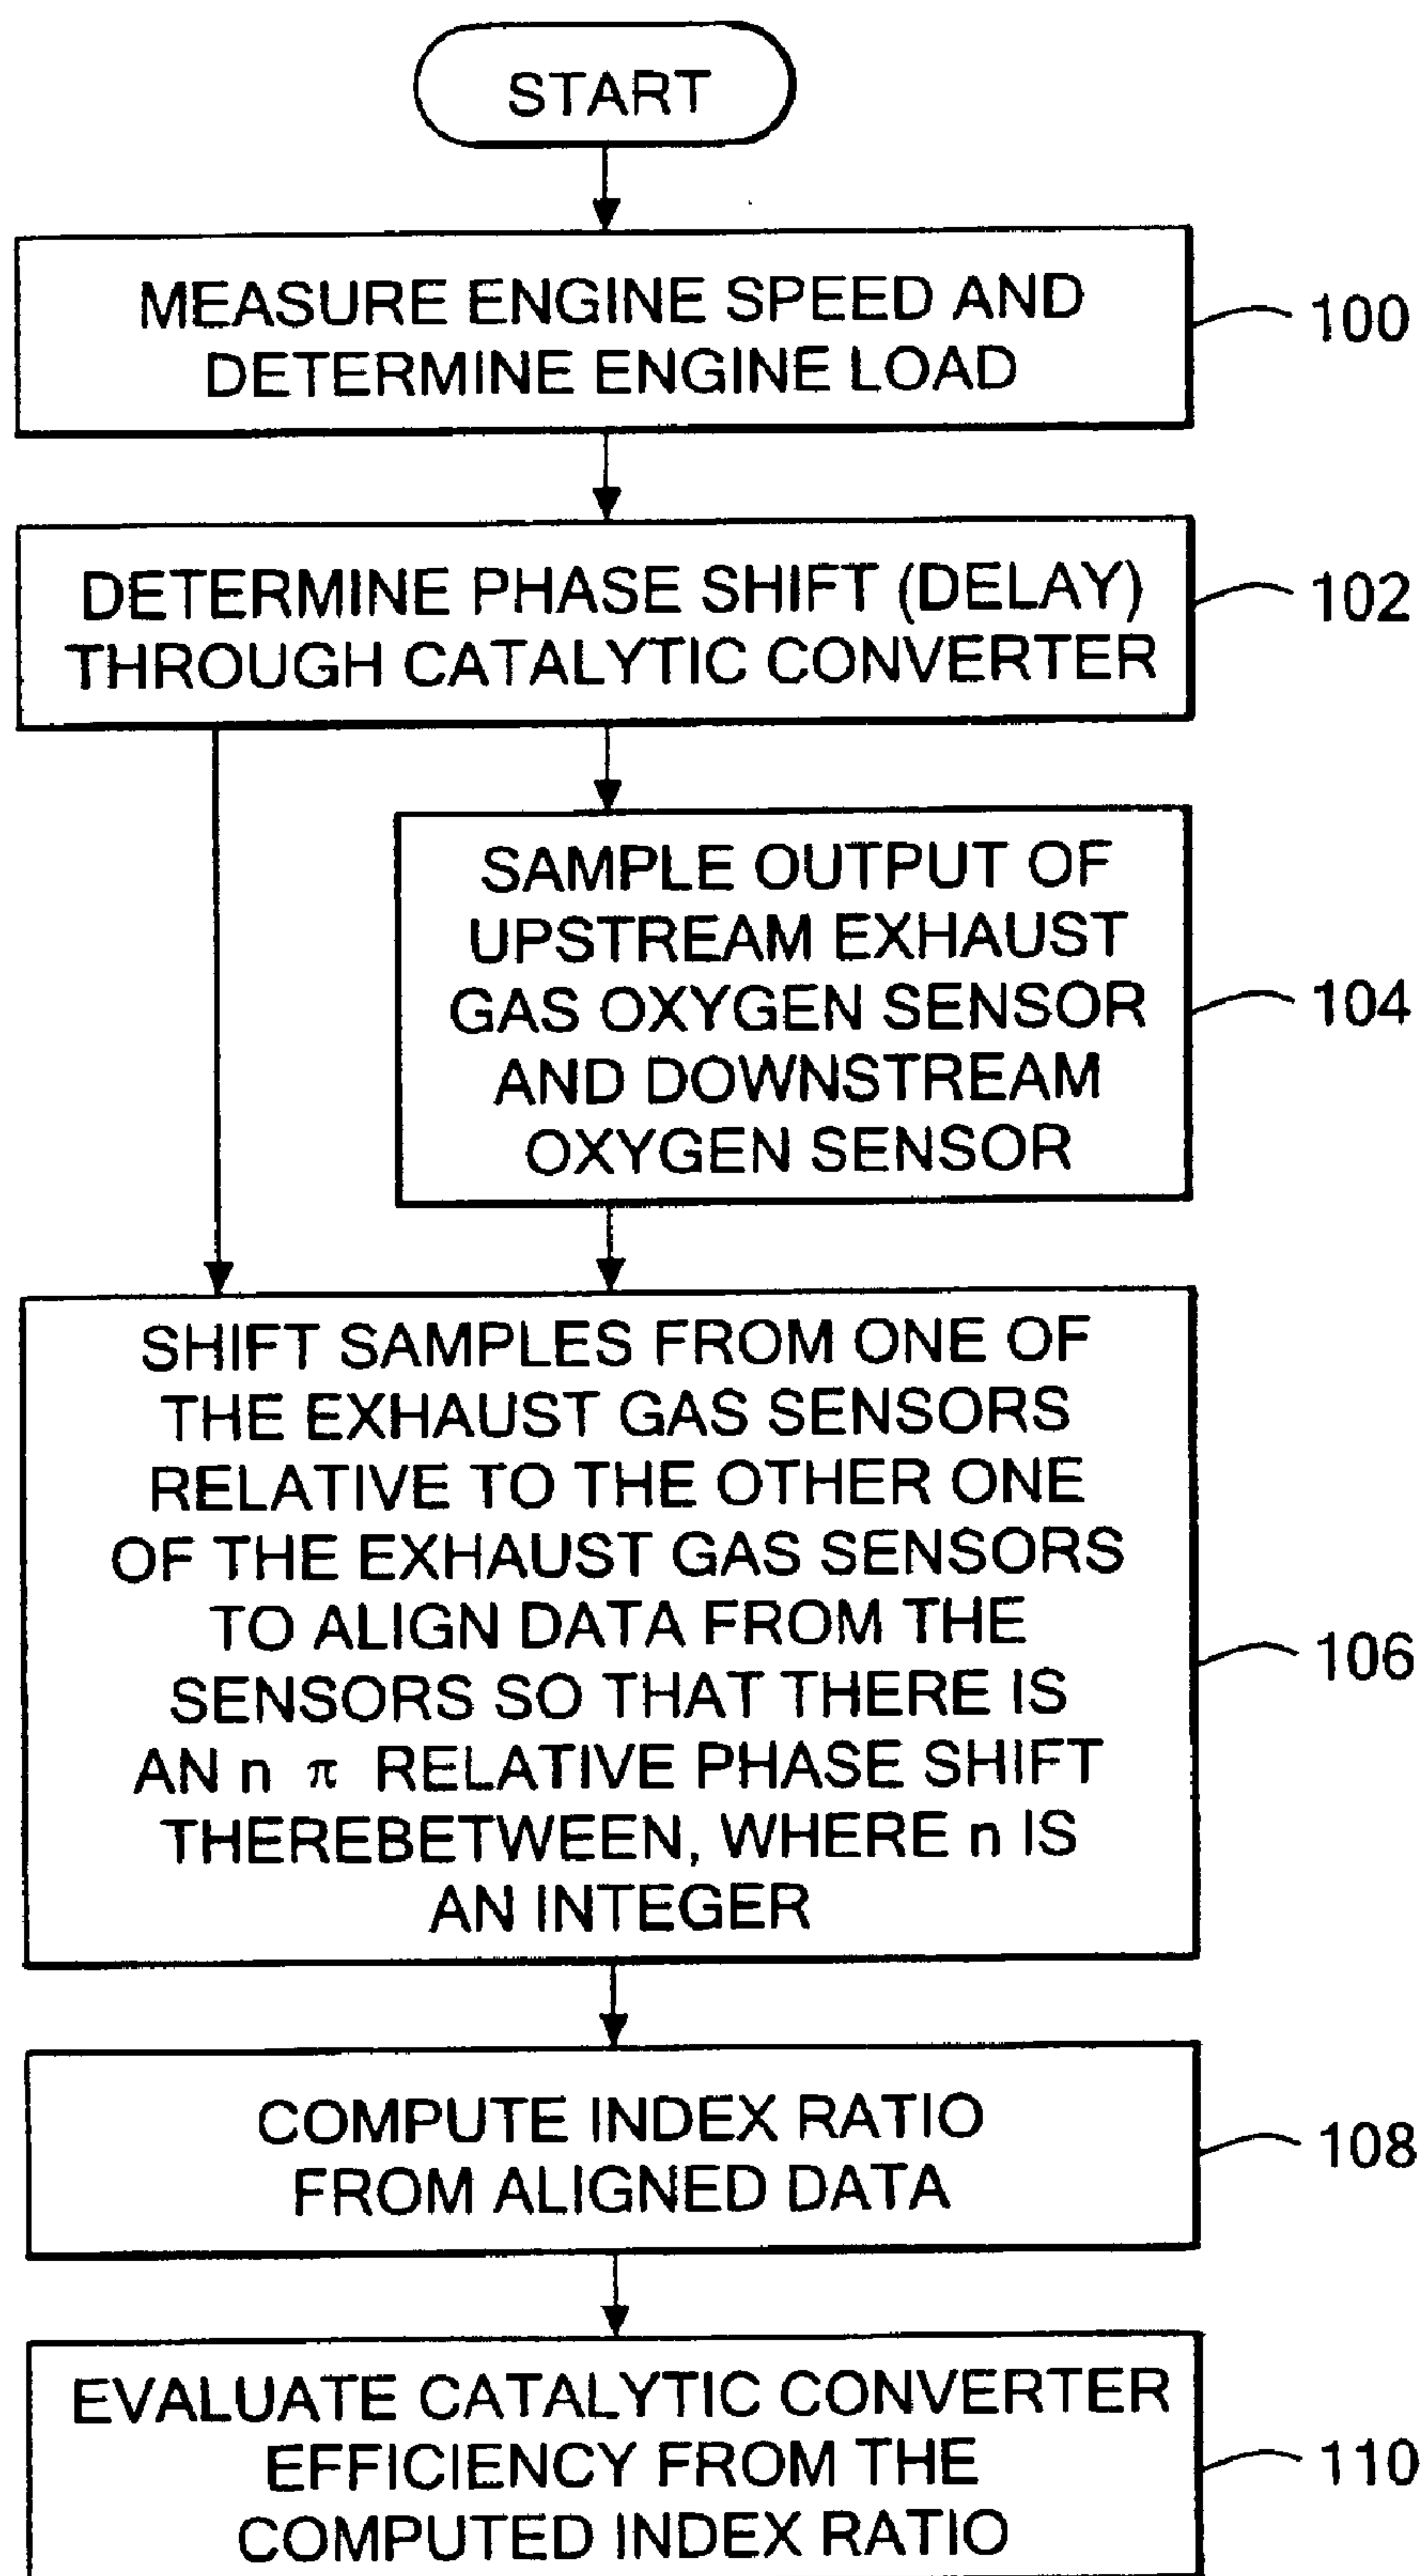 START
MEASURE ENGINE SPEED AND
DETERMINE ENGINE LOAD
100
DETERMINE PHASE SHIFT (DELAY)
THROUGH CATALYTIC CONVERTER
102
SAMPLE OUTPUT OF
UPSTREAM EXHAUST
GAS OXYGEN SENSOR
AND DOWNSTREAM
OXYGEN SENSOR
104
SHIFT SAMPLES FROM ONE OF
THE EXHAUST GAS SENSORS
RELATIVE TO THE OTHER ONE
OF THE EXHAUST GAS SENSORS
TO ALIGN DATA FROM THE
SENSORS SO THAT THERE IS
AN n π RELATIVE PHASE SHIFT
THEREBETWEEN, WHERE n IS
AN INTEGER
106
COMPUTE INDEX RATIO
FROM ALIGNED DATA
108
EVALUATE CATALYTIC CONVERTER
EFFICIENCY FROM THE
COMPUTED INDEX RATIO
110